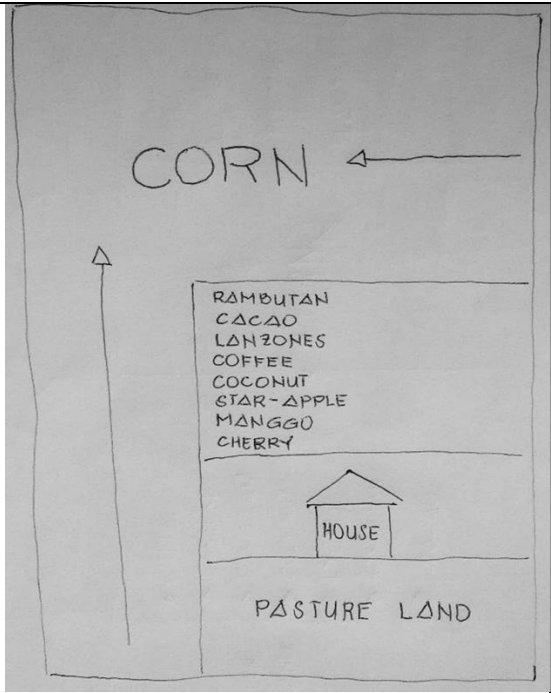 CORN
RAMBUTAN
CACAO
LANZONES
COFFEE
COCONUT
STAR-APPLE
MANGGO
CHERRY
HOUSE
PASTURE LAND